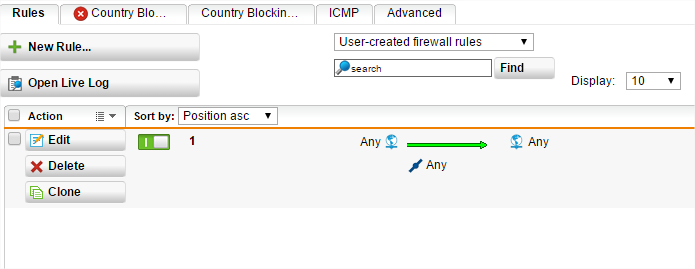 Rules Country Blo... Country Blockin... ICMP Advanced
New Rule... User-created firewall rules
search Find
Open Live Log Display: 10
Action Sort by: Position asc
Edit 1 Any Any
Delete Any
Clone